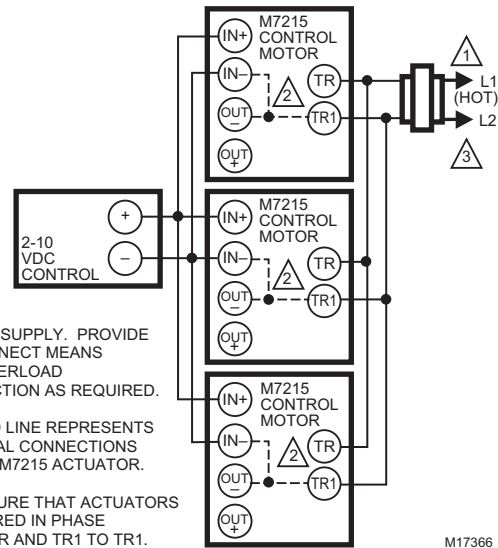 M7215
CONTROL
MOTOR
IN+
IN–
OUT
–
OUT
+
TR
TR1
2
1
L1
(HOT)
L2
3
M7215
CONTROL
MOTOR
IN+
IN–
OUT
–
OUT
+
TR
TR1
2
+
–
2-10
VDC
CONTROL
M7215
CONTROL
MOTOR
IN+
IN–
OUT
–
OUT
+
TR
TR1
2
SUPPLY. PROVIDE
NECT MEANS
ERLOAD
CTION AS REQUIRED.
LINE REPRESENTS
AL CONNECTIONS
M7215 ACTUATOR.
URE THAT ACTUATORS
RED IN PHASE
R AND TR1 TO TR1.
M17366